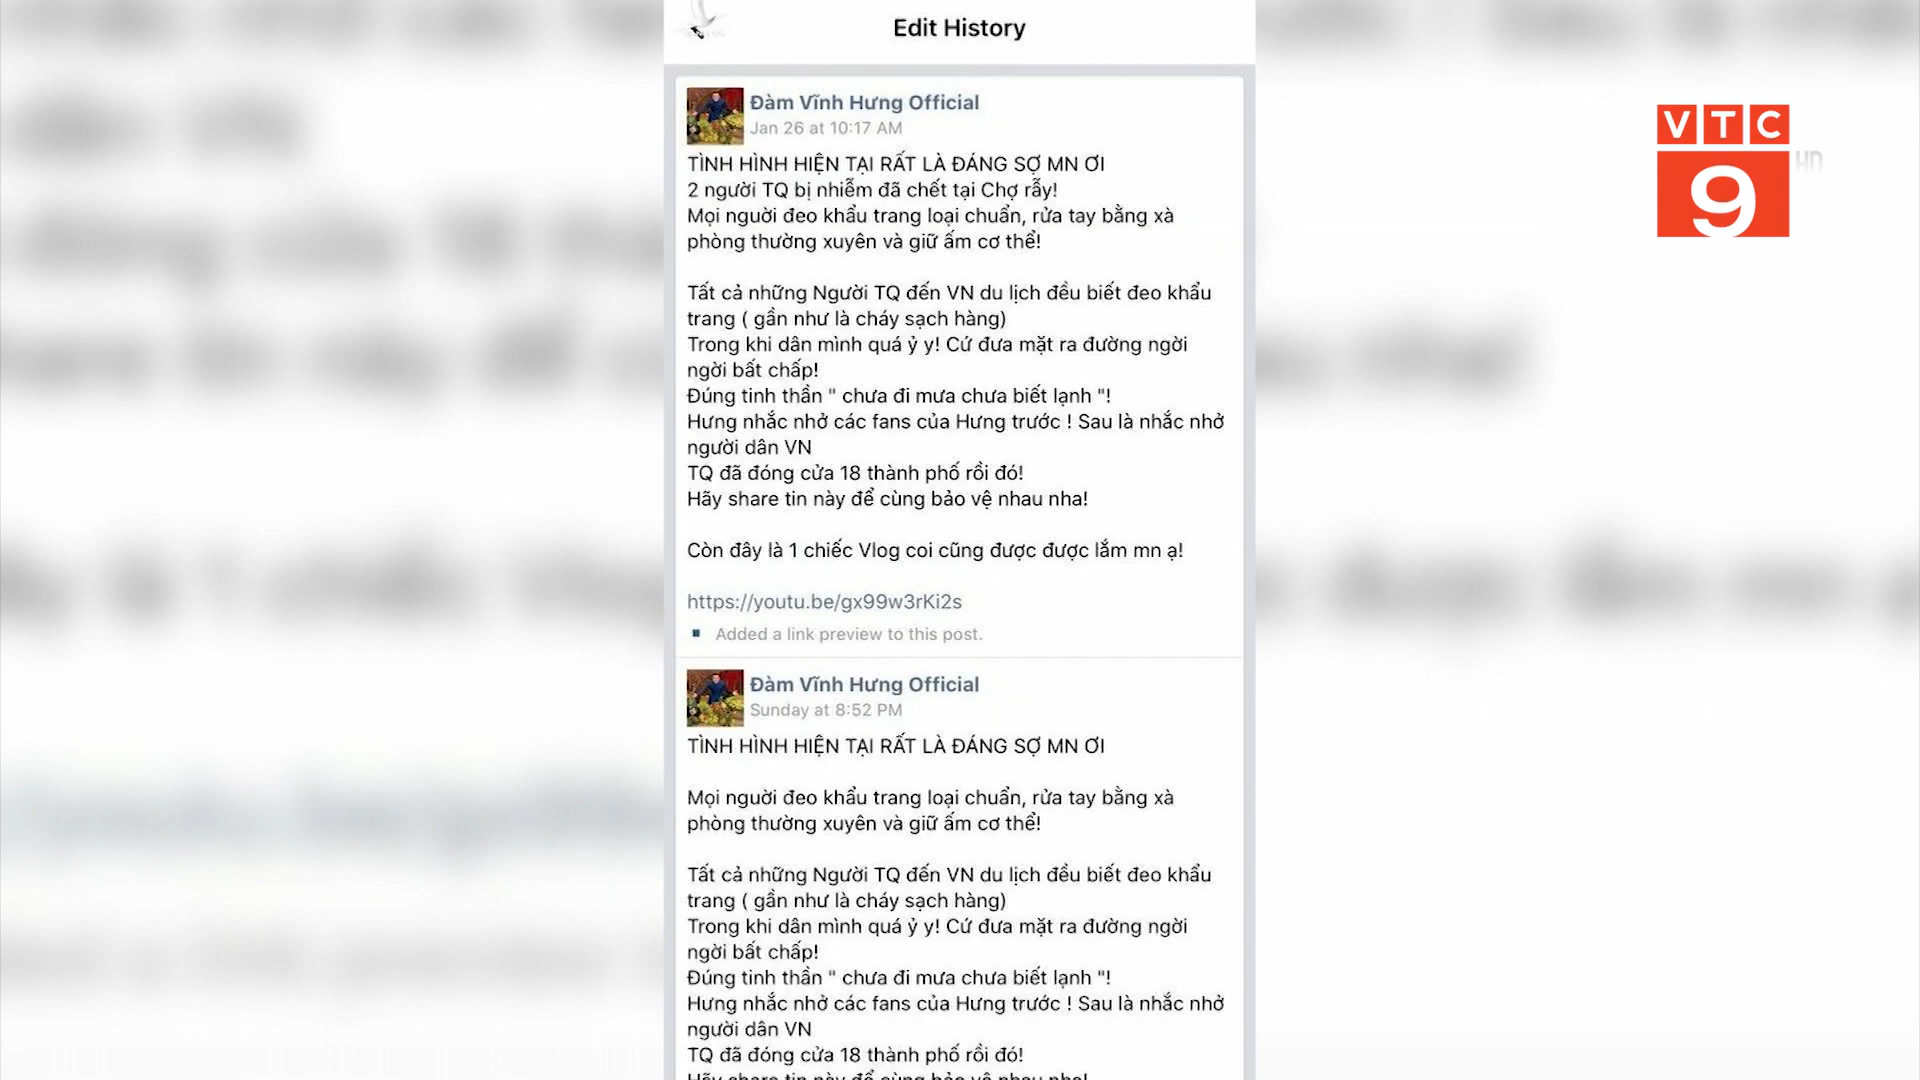 Edit History
VTC
9
HD
Đàm Vĩnh Hưng Official
Jan 26 at 10:17 AM
TÌNH HÌNH HIỆN TẠI RẤT LÀ ĐÁNG SỢ MN ƠI
2 người TQ bị nhiễm đã chết tại Chợ rẫy!
Mọi nguời đeo khẩu trang loại chuẩn, rửa tay bằng xà
phòng thường xuyên và giữ ấm cơ thể!
Tất cả những Người TQ đến VN du lịch đều biết đeo khẩu
trang ( gần như là cháy sạch hàng)
Trong khi dân mình quá ỷ y! Cứ đưa mặt ra đường ngời
ngời bất chấp!
Đúng tinh thần " chưa đi mưa chưa biết lạnh "!
Hưng nhắc nhở các fans của Hưng trước ! Sau là nhắc nhở
người dân VN
TQ đã đóng cửa 18 thành phố rồi đó!
Hãy share tin này để cùng bảo vệ nhau nha!
Còn đây là 1 chiếc Vlog coi cũng được được lắm mn ạ!
https://youtu.be/gx99w3rKi2s
Added a link preview to this post.
Đàm Vĩnh Hưng Official
Sunday at 8:52 PM
TÌNH HÌNH HIỆN TẠI RẤT LÀ ĐÁNG SỢ MN ƠI
Mọi nguời đeo khẩu trang loại chuẩn, rửa tay bằng xà
phòng thường xuyên và giữ ấm cơ thể!
Tất cả những Người TQ đến VN du lịch đều biết đeo khẩu
trang ( gần như là cháy sạch hàng)
Trong khi dân mình quá ỷ y! Cứ đưa mặt ra đường ngời
ngời bất chấp!
Đúng tinh thần " chưa đi mưa chưa biết lạnh "!
Hưng nhắc nhở các fans của Hưng trước ! Sau là nhắc nhở
người dân VN
TQ đã đóng cửa 18 thành phố rồi đó!
Hãy share tin này để cùng bảo vệ nhau nha!